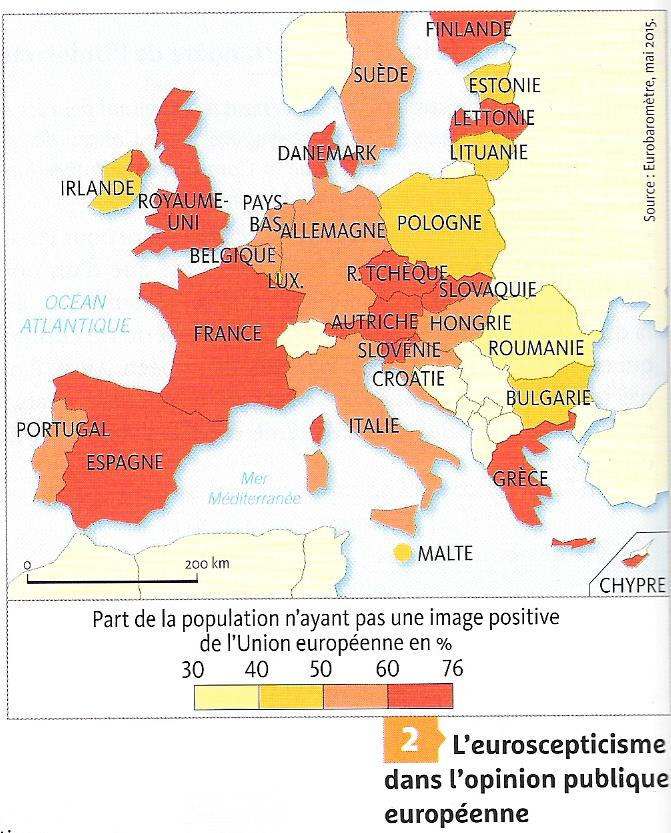 FINLANDE
SUÈDE
ESTONIE
LETTONIE
DANEMARK
LITUANIE
IRLANDE
ROYAUME-
UNI
PAYS-
BAS
ALLEMAGNE
POLOGNE
BELGIQUE
LUX.
R. TCHÈQUE
SLOVAQUIE
OCÉAN
ATLANTIQUE
FRANCE
AUTRICHE
HONGRIE
SLOVÉNIE
ROUMANIE
CROATIE
BULGARIE
PORTUGAL
ITALIE
ESPAGNE
Mer
Méditerranée
GRÈCE
MALTE
0 200 km
CHYPRE
Source : Eurobaromètre, mai 2015.
Part de la population n'ayant pas une image positive
de l'Union européenne en %
30 40 50 60 76
2 L'euroscepticisme
dans l'opinion publique
européenne